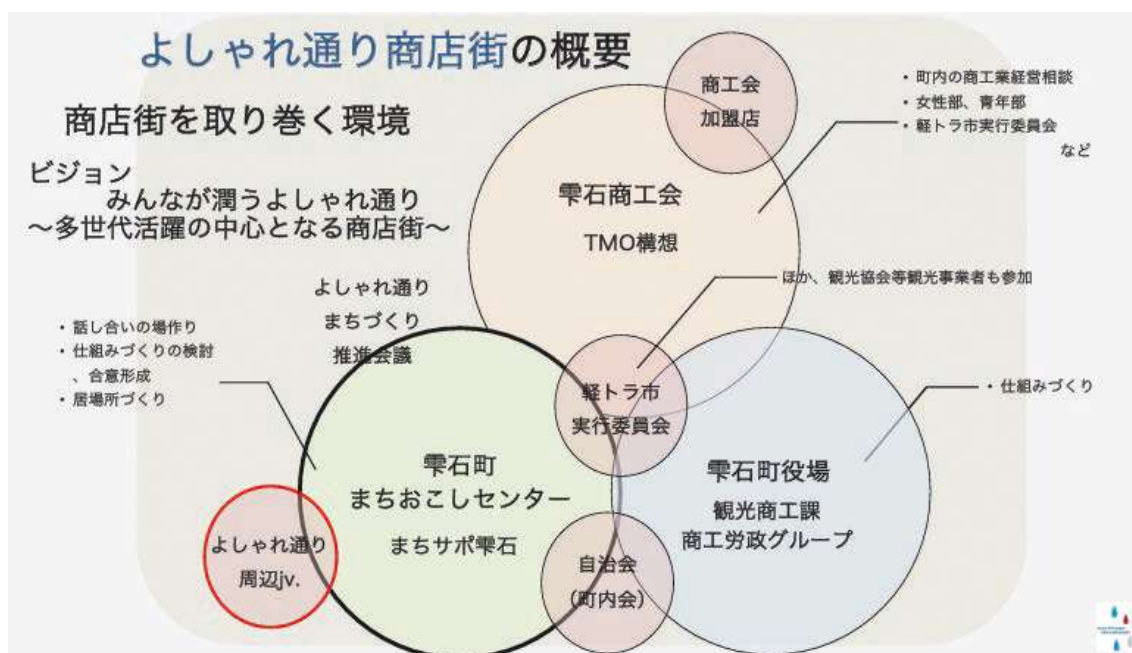 よしゃれ通り商店街の概要
商店街を取り巻く環境
ビジョン
みんなが潤うよしゃれ通り
〜多世代活躍の中心となる商店街〜
商工会
加盟店
・町内の商工業経営相談
・女性部、青年部
・軽トラ市実行委員会
など
雫石商工会
TMO構想
ほか、観光協会等観光事業者も参加
よしゃれ通り
まちづくり
推進会議
・話し合いの場作り
・仕組みづくりの検討
、合意形成
・居場所づくり
軽トラ市
実行委員会
・仕組みづくり
雫石町
まちおこしセンター
まちサポ雫石
雫石町役場
観光商工課
商工労政グループ
よしゃれ通り
周辺jv.
自治会
(町内会)